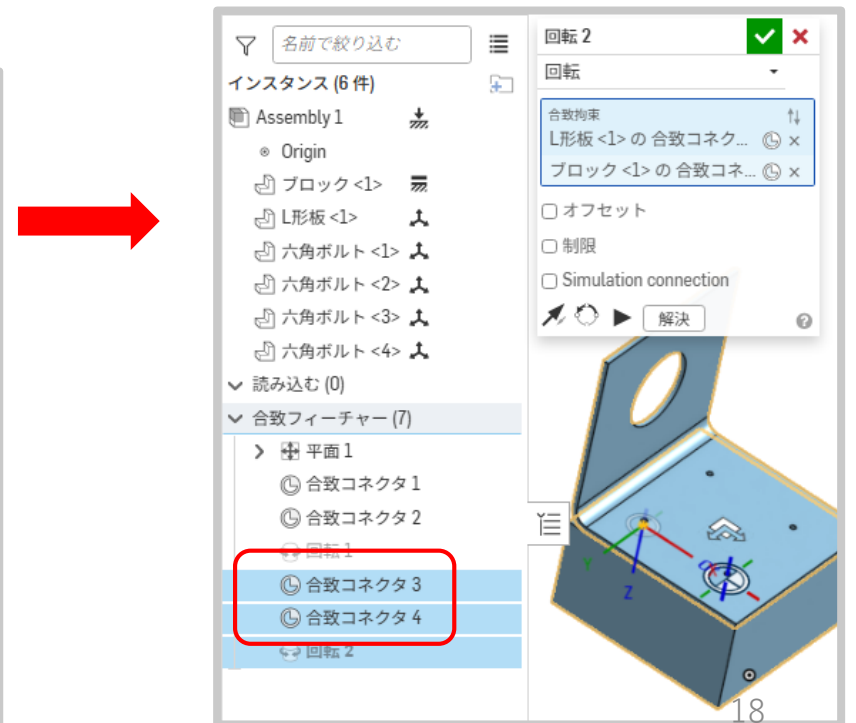 名前で絞り込む
インスタンス (6 件)
Assembly 1
Origin
ブロック <1>
L形板 <1>
六角ボルト <1>
六角ボルト <2>
六角ボルト <3>
六角ボルト <4>
読み込む (0)
合致フィーチャー (7)
平面 1
合致コネクタ 1
合致コネクタ 2
回転 1
合致コネクタ 3
合致コネクタ 4
回転 2
回転 2
回転
合致拘束
L形板 <1> の 合致コネク...
ブロック <1> の 合致コネ...
オフセット
制限
Simulation connection
解決
Y
Z
18